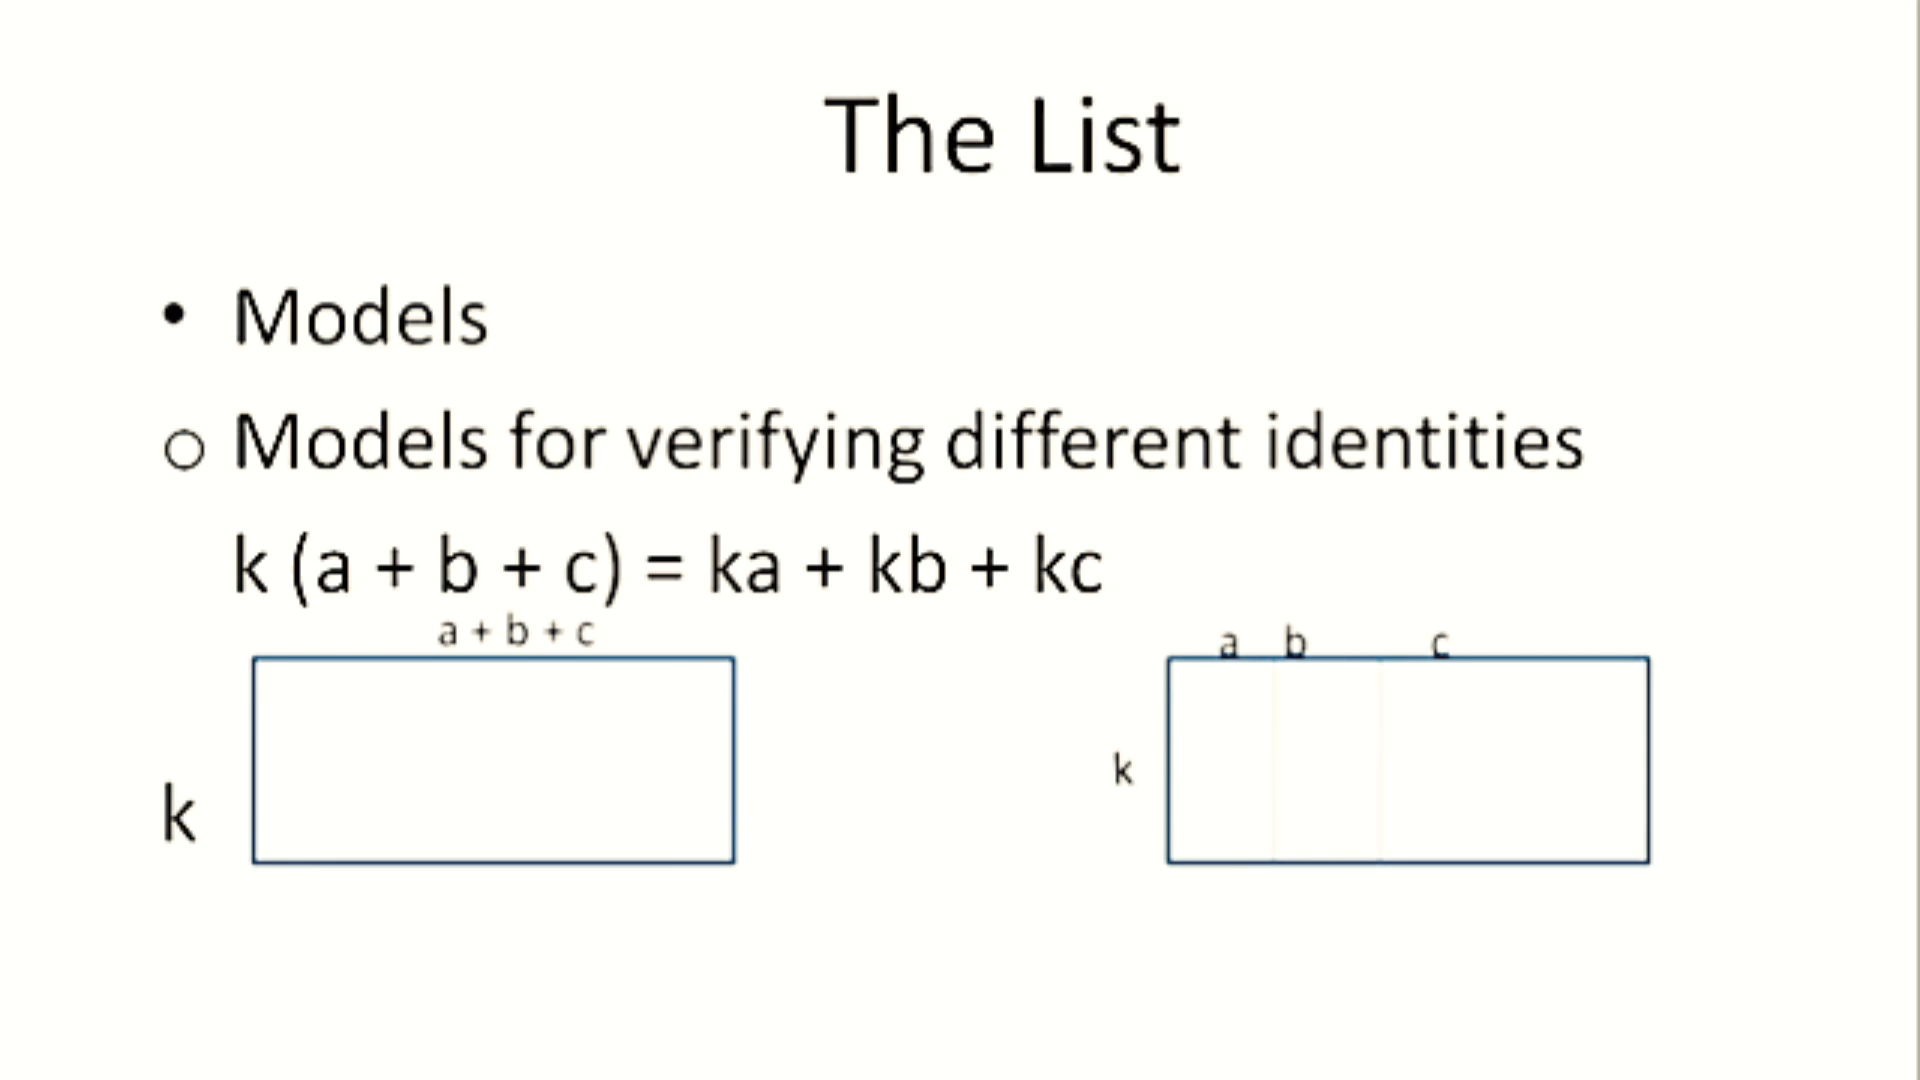 The List
• Models
○ Models for verifying different identities
k (a + b + c) = ka + kb + kc
a + b + c
a b c
k
k